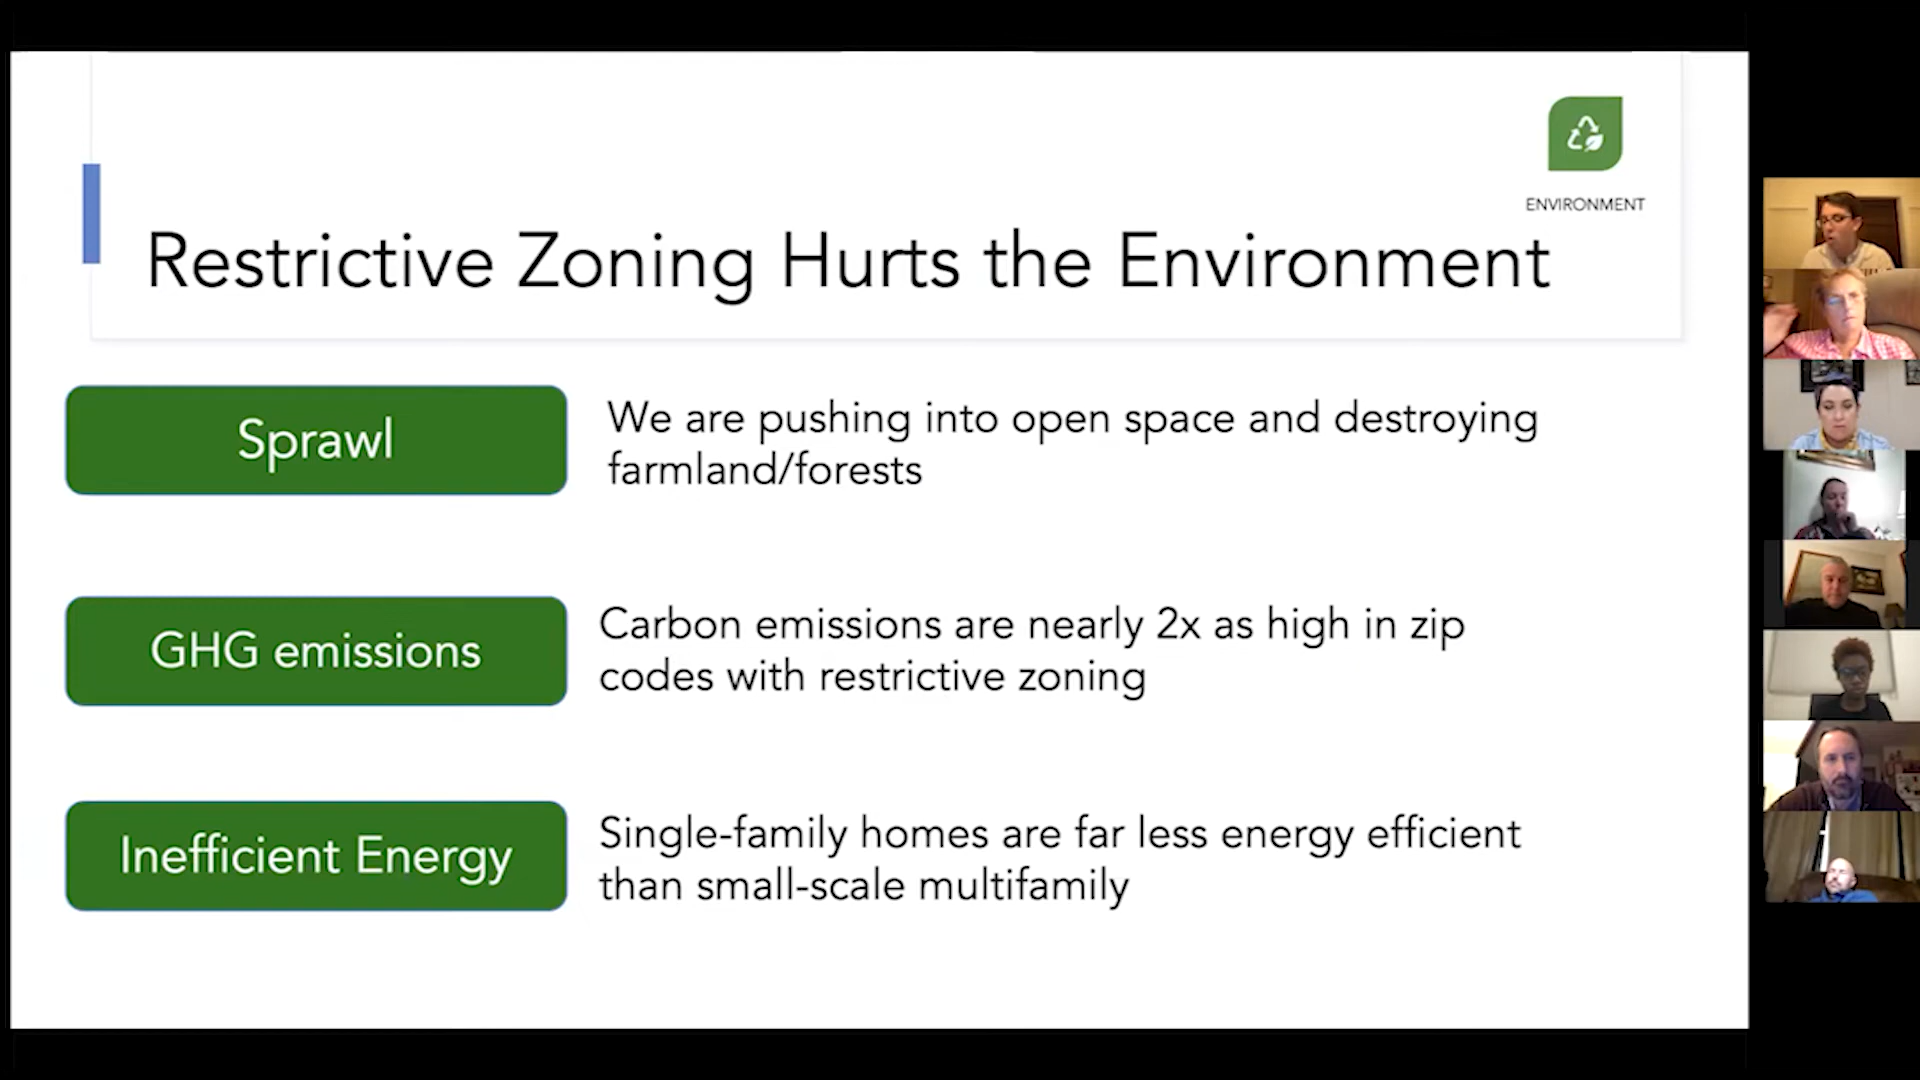 ENVIRONMENT
Restrictive Zoning Hurts the Environment
Sprawl
We are pushing into open space and destroying
farmland/forests
GHG emissions
Carbon emissions are nearly 2x as high in zip
codes with restrictive zoning
Inefficient Energy
Single-family homes are far less energy efficient
than small-scale multifamily